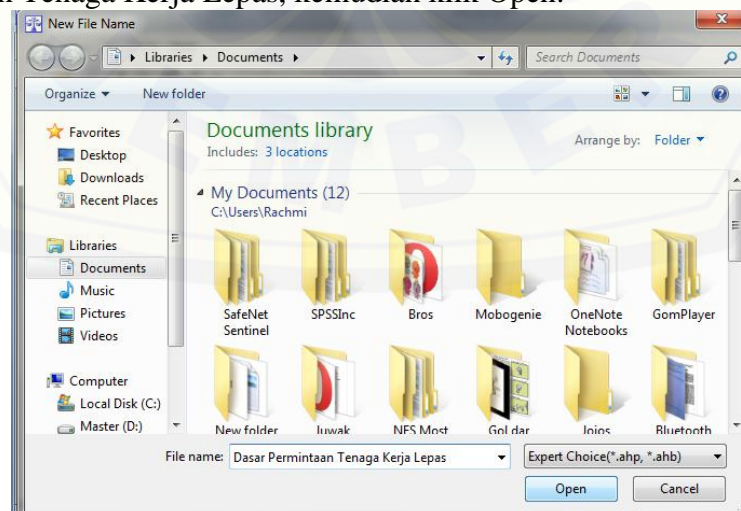 Tenaga Kerja Lepas, kemudian klik Open.
New File Name
Libraries Documents
Search Documents
Organize New folder
Favorites
Desktop
Downloads
Recent Places
Libraries
Documents
Music
Pictures
Videos
Computer
Local Disk (C:)
Master (D:)
Documents library
Includes: 3 locations
Arrange by: Folder
My Documents (12)
C:\Users\Rachmi
SafeNet Sentinel
SPSSInc
Bros
Mobogenie
OneNote Notebooks
GomPlayer
New folder
Juwak
NFS Most
Gol dar
Jojos
Bluetooth
File name: Dasar Permintaan Tenaga Kerja Lepas
Expert Choice(*.ahp, *.ahb)
Open Cancel